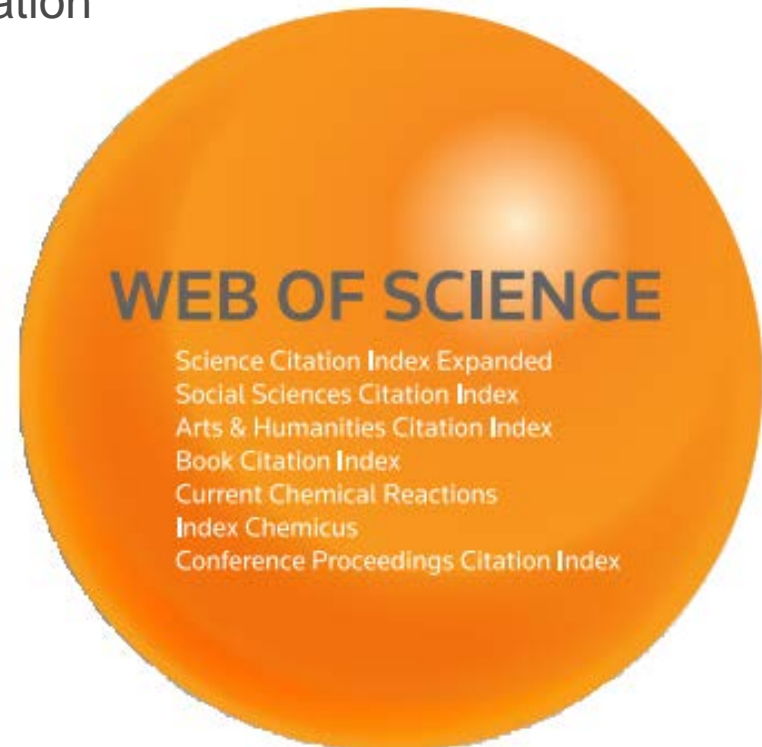 WEB OF SCIENCE
Science Citation Index Expanded
Social Sciences Citation Index
Arts & Humanities Citation Index
Book Citation Index
Current Chemical Reactions
Index Chemicus
Conference Proceedings Citation Index